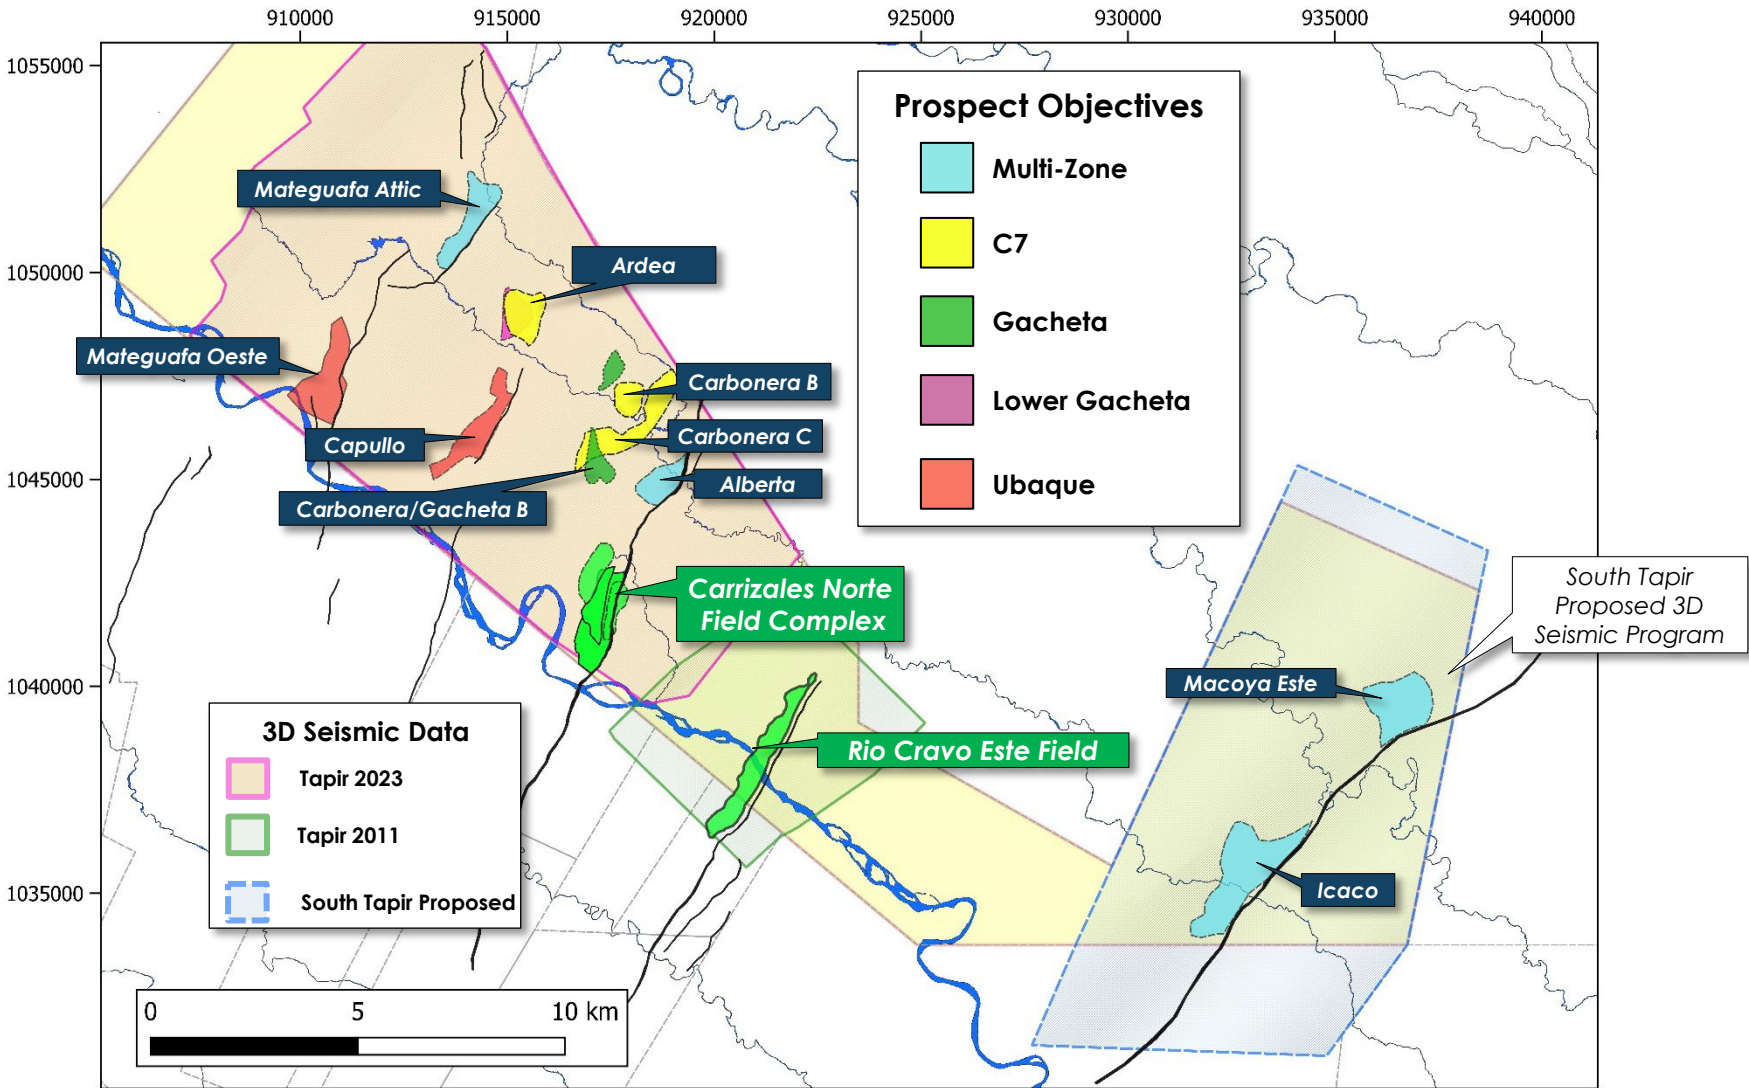 910000 915000 920000 925000 930000 935000 940000
1055000
1050000
1045000
1040000
1035000
Prospect Objectives
Multi-Zone
C7
Gacheta
Lower Gacheta
Ubaque
Mateguafa Attic
Ardea
Mateguafa Oeste
Carbonera B
Capullo
Carbonera C
Alberta
Carbonera/Gacheta B
Carrizales Norte
Field Complex
South Tapir
Proposed 3D
Seismic Program
Macoya Este
Rio Cravo Este Field
Icaco
3D Seismic Data
Tapir 2023
Tapir 2011
South Tapir Proposed
0 5 10 km